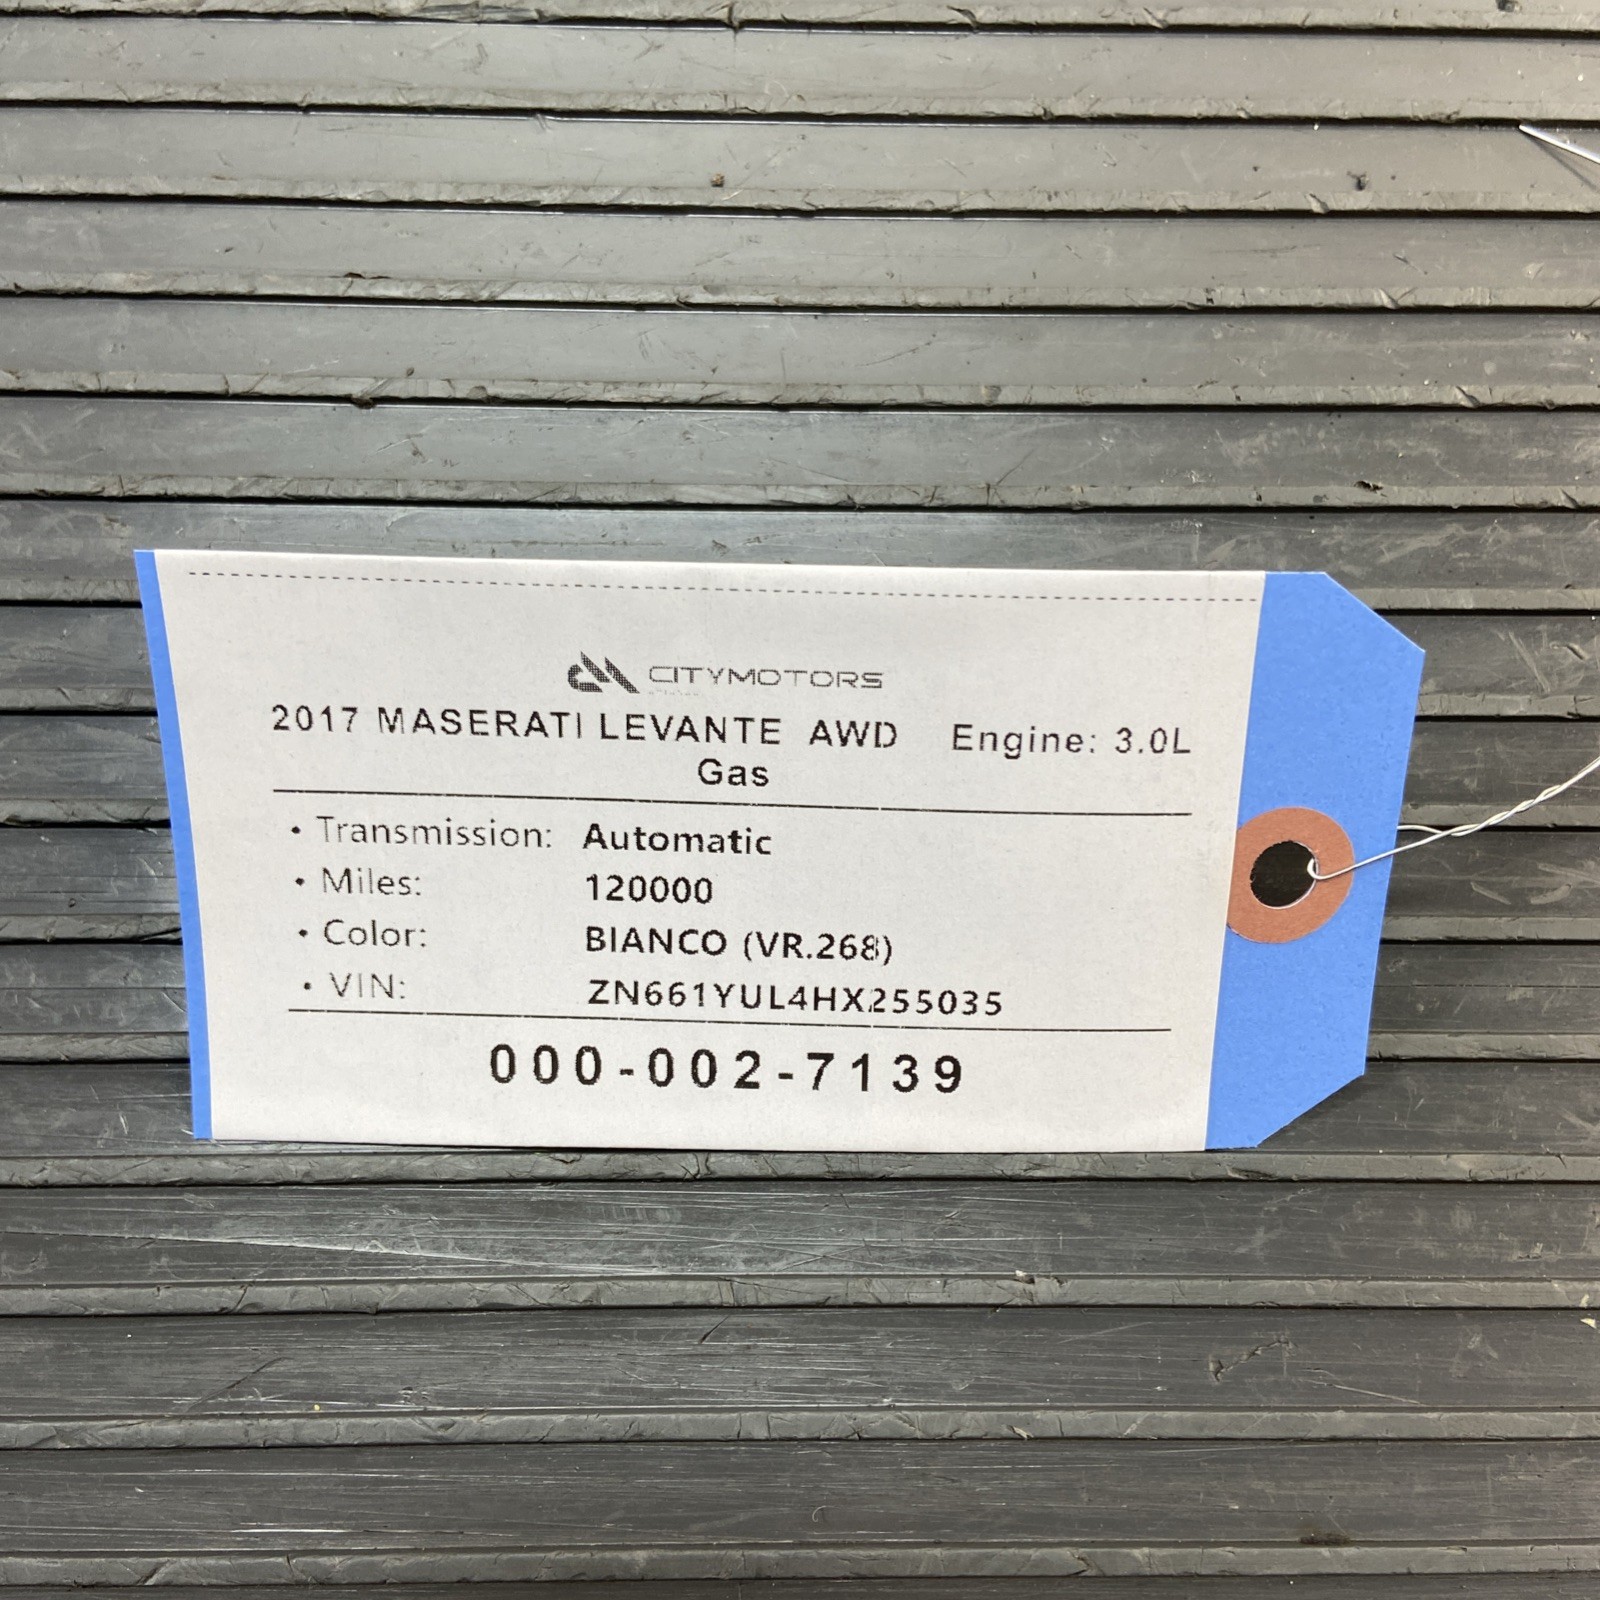 CITYMOTORS
2017 MASERATI LEVANTE AWD Engine: 3.0L
Gas
• Transmission: Automatic
• Miles: 120000
• Color: BIANCO (VR.268)
• VIN: ZN661YUL4HX255035
000-002-7139